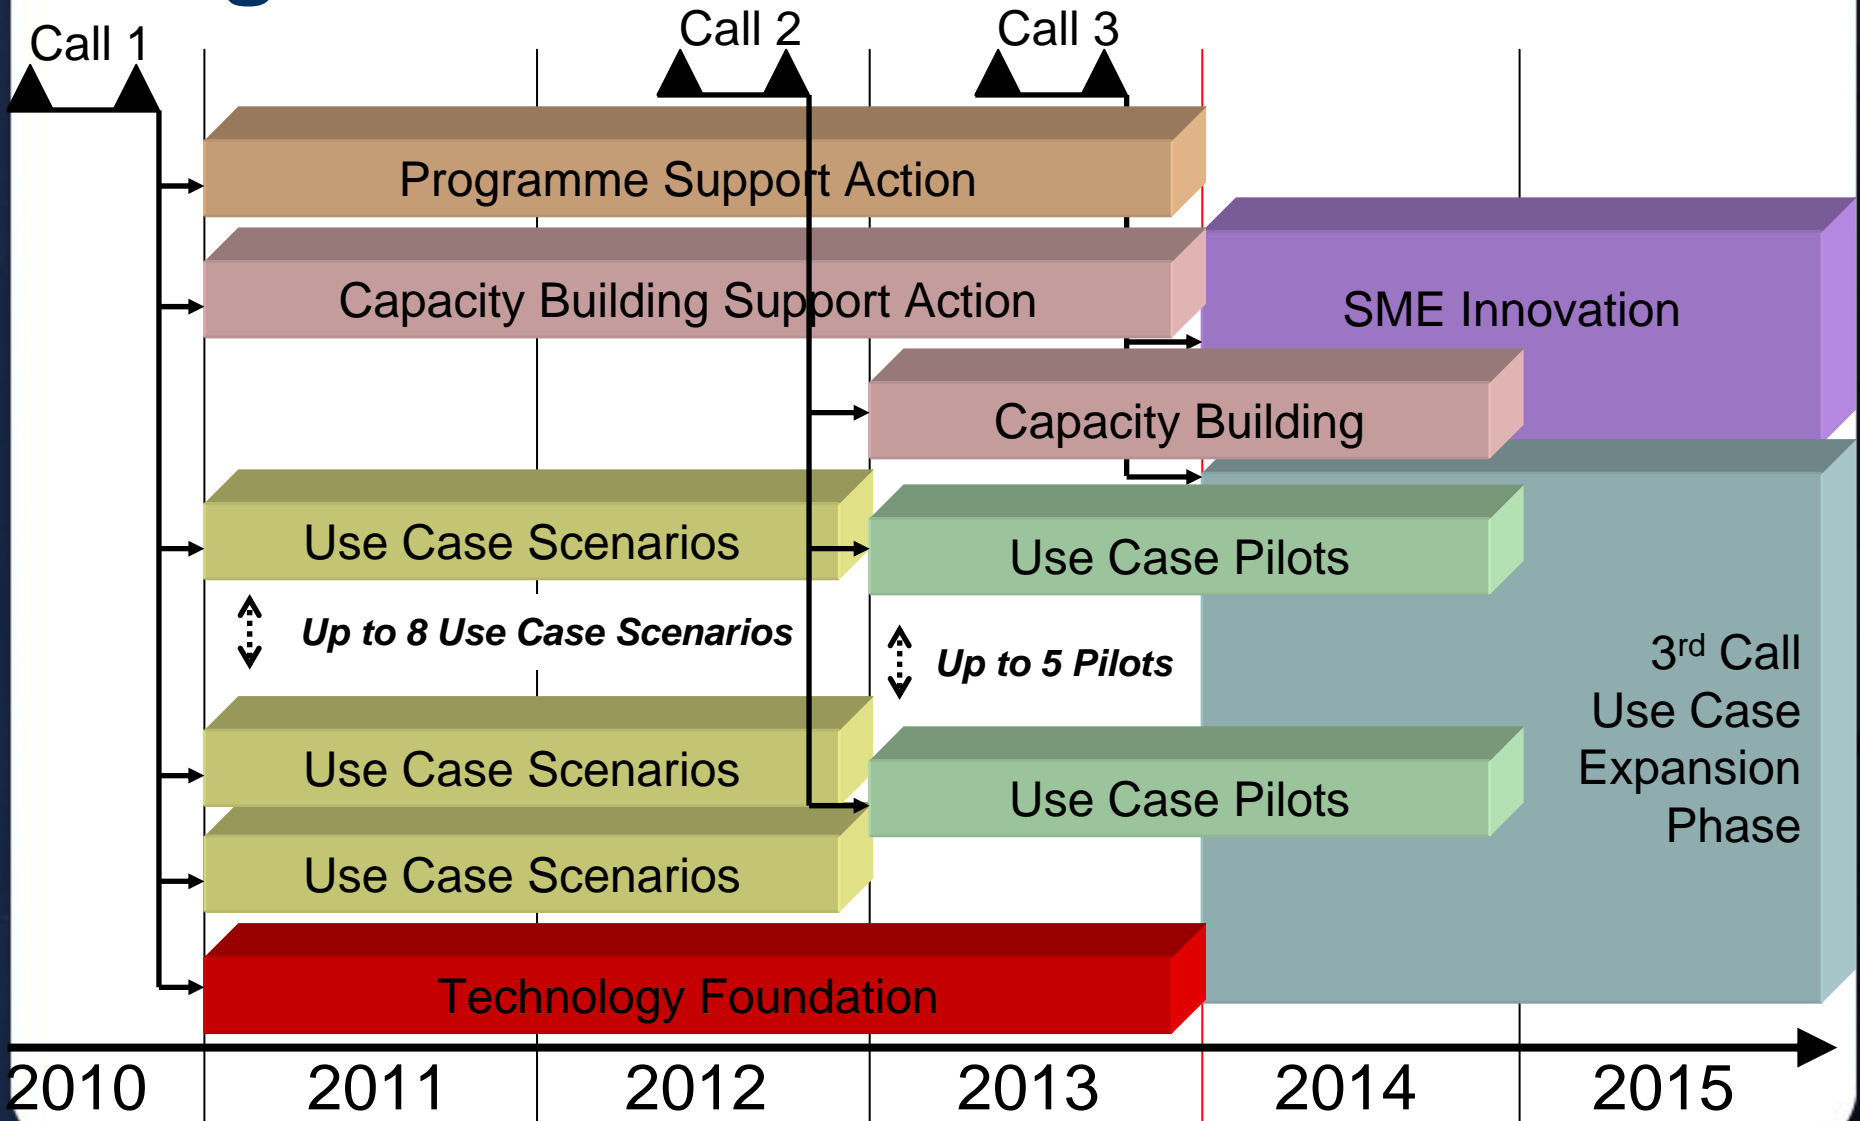 Call 1
Call 2
Call 3
Programme Support Action
Capacity Building Support Action
SME Innovation
Capacity Building
Use Case Scenarios
Use Case Pilots
Up to 8 Use Case Scenarios
Up to 5 Pilots
3rd Call
Use Case
Expansion
Phase
Use Case Scenarios
Use Case Pilots
Use Case Scenarios
Technology Foundation
2010
2011
2012
2013
2014
2015